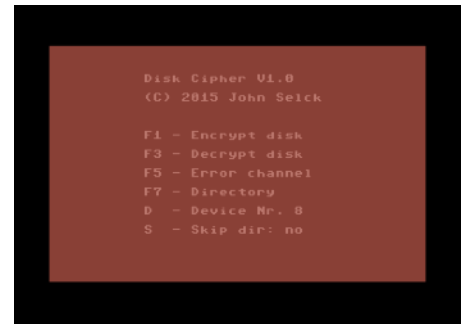 Disk Cipher V1.0
(C) 2015 John Selck
F1 - Encrypt disk
F3 - Decrypt disk
F5 - Error channel
F7 - Directory
D  - Device Nr. 8
S  - Skip dir: no